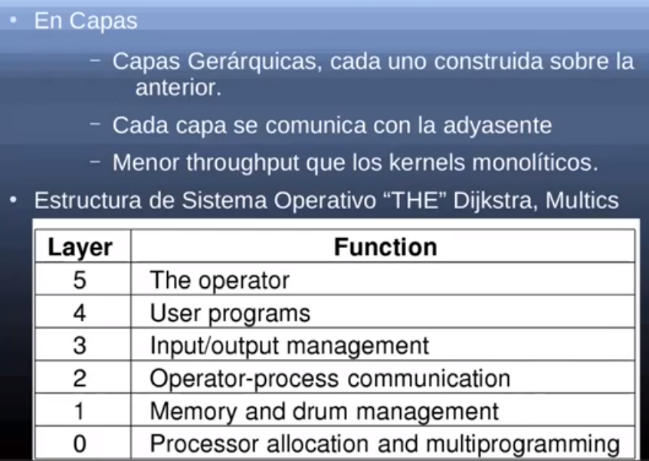 • En Capas
– Capas Gerárquicas, cada uno construida sobre la
anterior.
– Cada capa se comunica con la adyasente
– Menor throughput que los kernels monolíticos.
• Estructura de Sistema Operativo “THE” Dijkstra, Multics
Layer Function
5 The operator
4 User programs
3 Input/output management
2 Operator-process communication
1 Memory and drum management
0 Processor allocation and multiprogramming